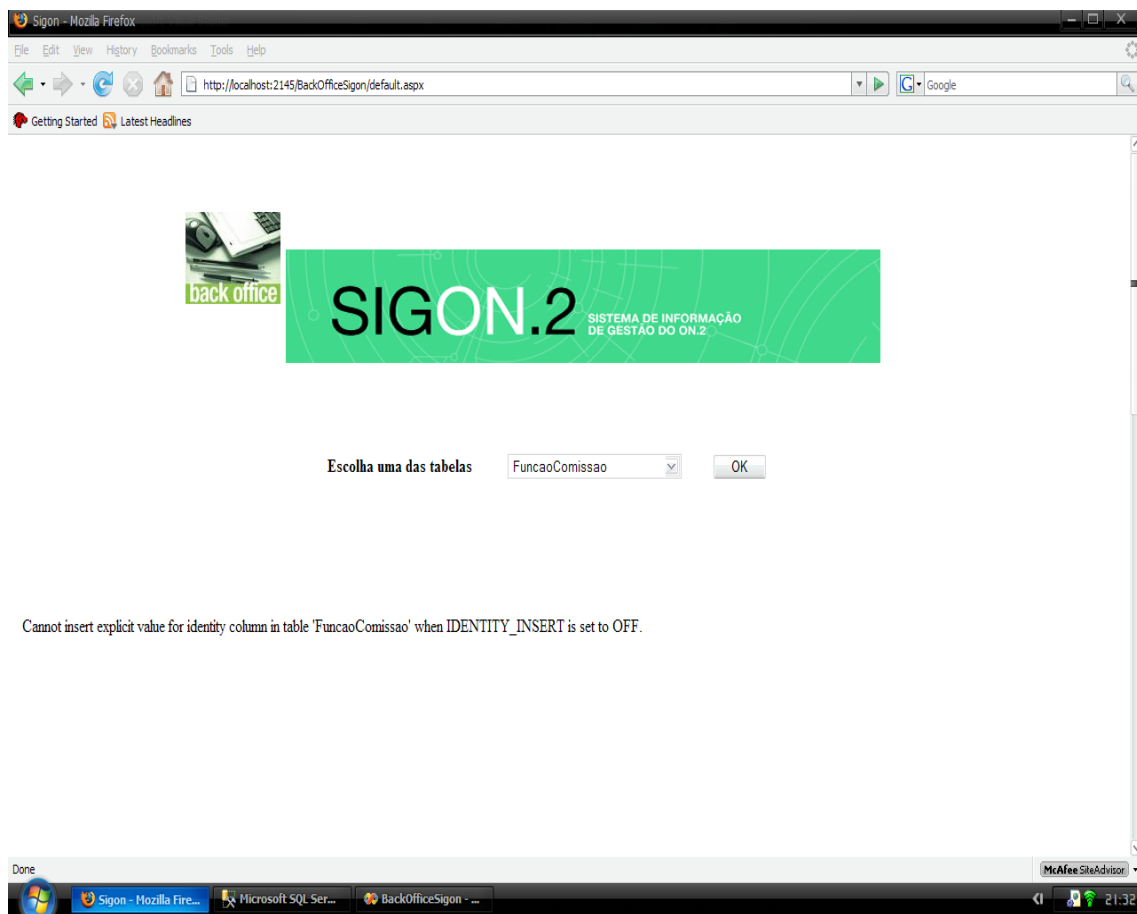 Sigon - Mozilla Firefox
File Edit View History Bookmarks Tools Help
http://localhost:2145/BackOfficeSigon/default.aspx
G Google
Getting Started Latest Headlines
back office
SIGON.2
SISTEMA DE INFORMAÇÃO
DE GESTÃO DO ON.2
Escolha uma das tabelas FuncaoComissao OK
Cannot insert explicit value for identity column in table 'FuncaoComissao' when IDENTITY_INSERT is set to OFF.
Done
McAfee SiteAdvisor
Sigon - Mozilla Fire... Microsoft SQL Ser... BackOfficeSigon - ... 21:32